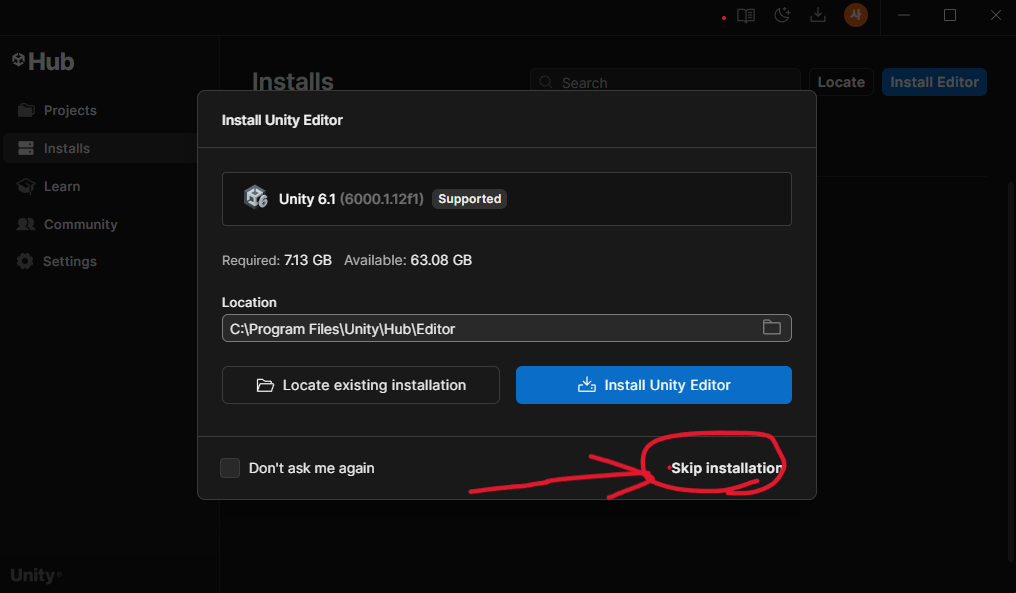 사
Hub
Installs
Search
Locate
Install Editor
Projects
Installs
Learn
Community
Settings
Install Unity Editor
Unity 6.1 (6000.1.12f1) Supported
Required: 7.13 GB Available: 63.08 GB
Location
C:\Program Files\Unity\Hub\Editor
Locate existing installation
Install Unity Editor
Don't ask me again
Skip installation
Unity®